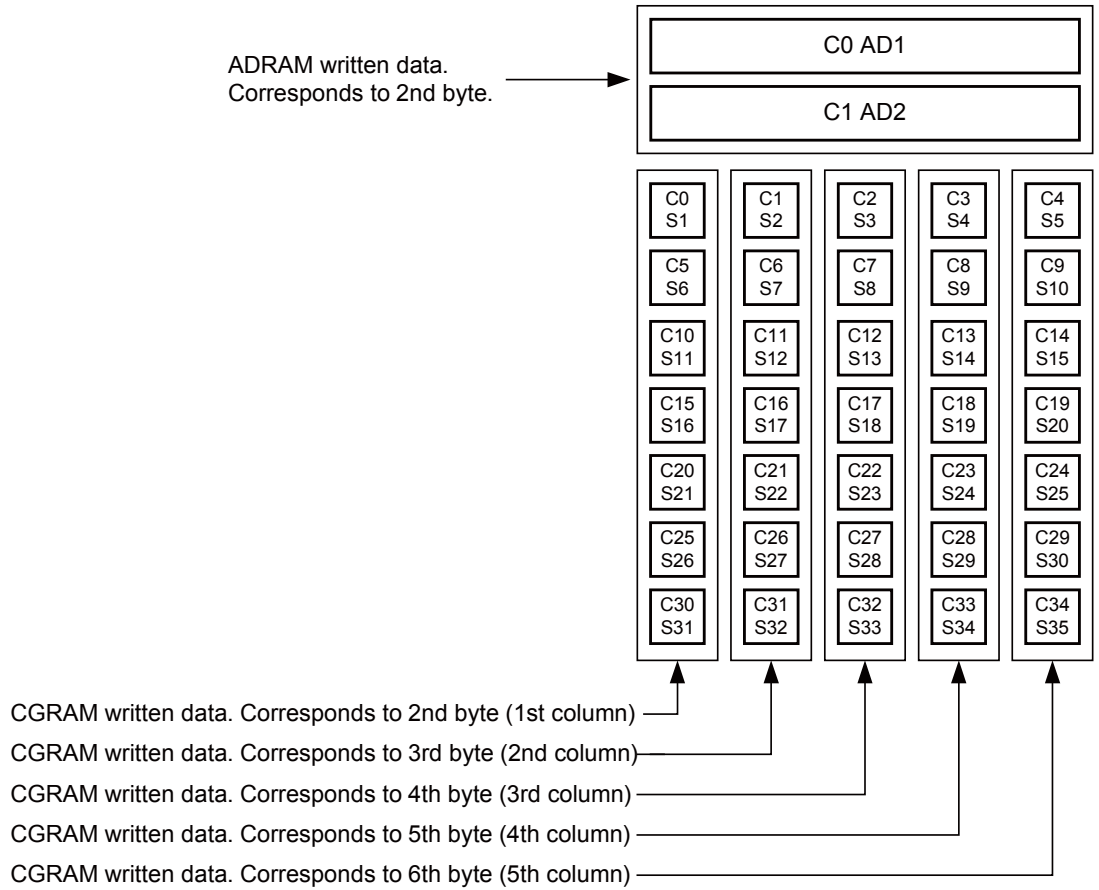 C0 AD1
ADRAM written data.
Corresponds to 2nd byte.
C1 AD2
C0 C1 C2 C3 C4
S1 S2 S3 S4 S5
C5 C6 C7 C8 C9
S6 S7 S8 S9 S10
C10 C11 C12 C13 C14
S11 S12 S13 S14 S15
C15 C16 C17 C18 C19
S16 S17 S18 S19 S20
C20 C21 C22 C23 C24
S21 S22 S23 S24 S25
C25 C26 C27 C28 C29
S26 S27 S28 S29 S30
C30 C31 C32 C33 C34
S31 S32 S33 S34 S35
CGRAM written data. Corresponds to 2nd byte (1st column)
CGRAM written data. Corresponds to 3rd byte (2nd column)
CGRAM written data. Corresponds to 4th byte (3rd column)
CGRAM written data. Corresponds to 5th byte (4th column)
CGRAM written data. Corresponds to 6th byte (5th column)